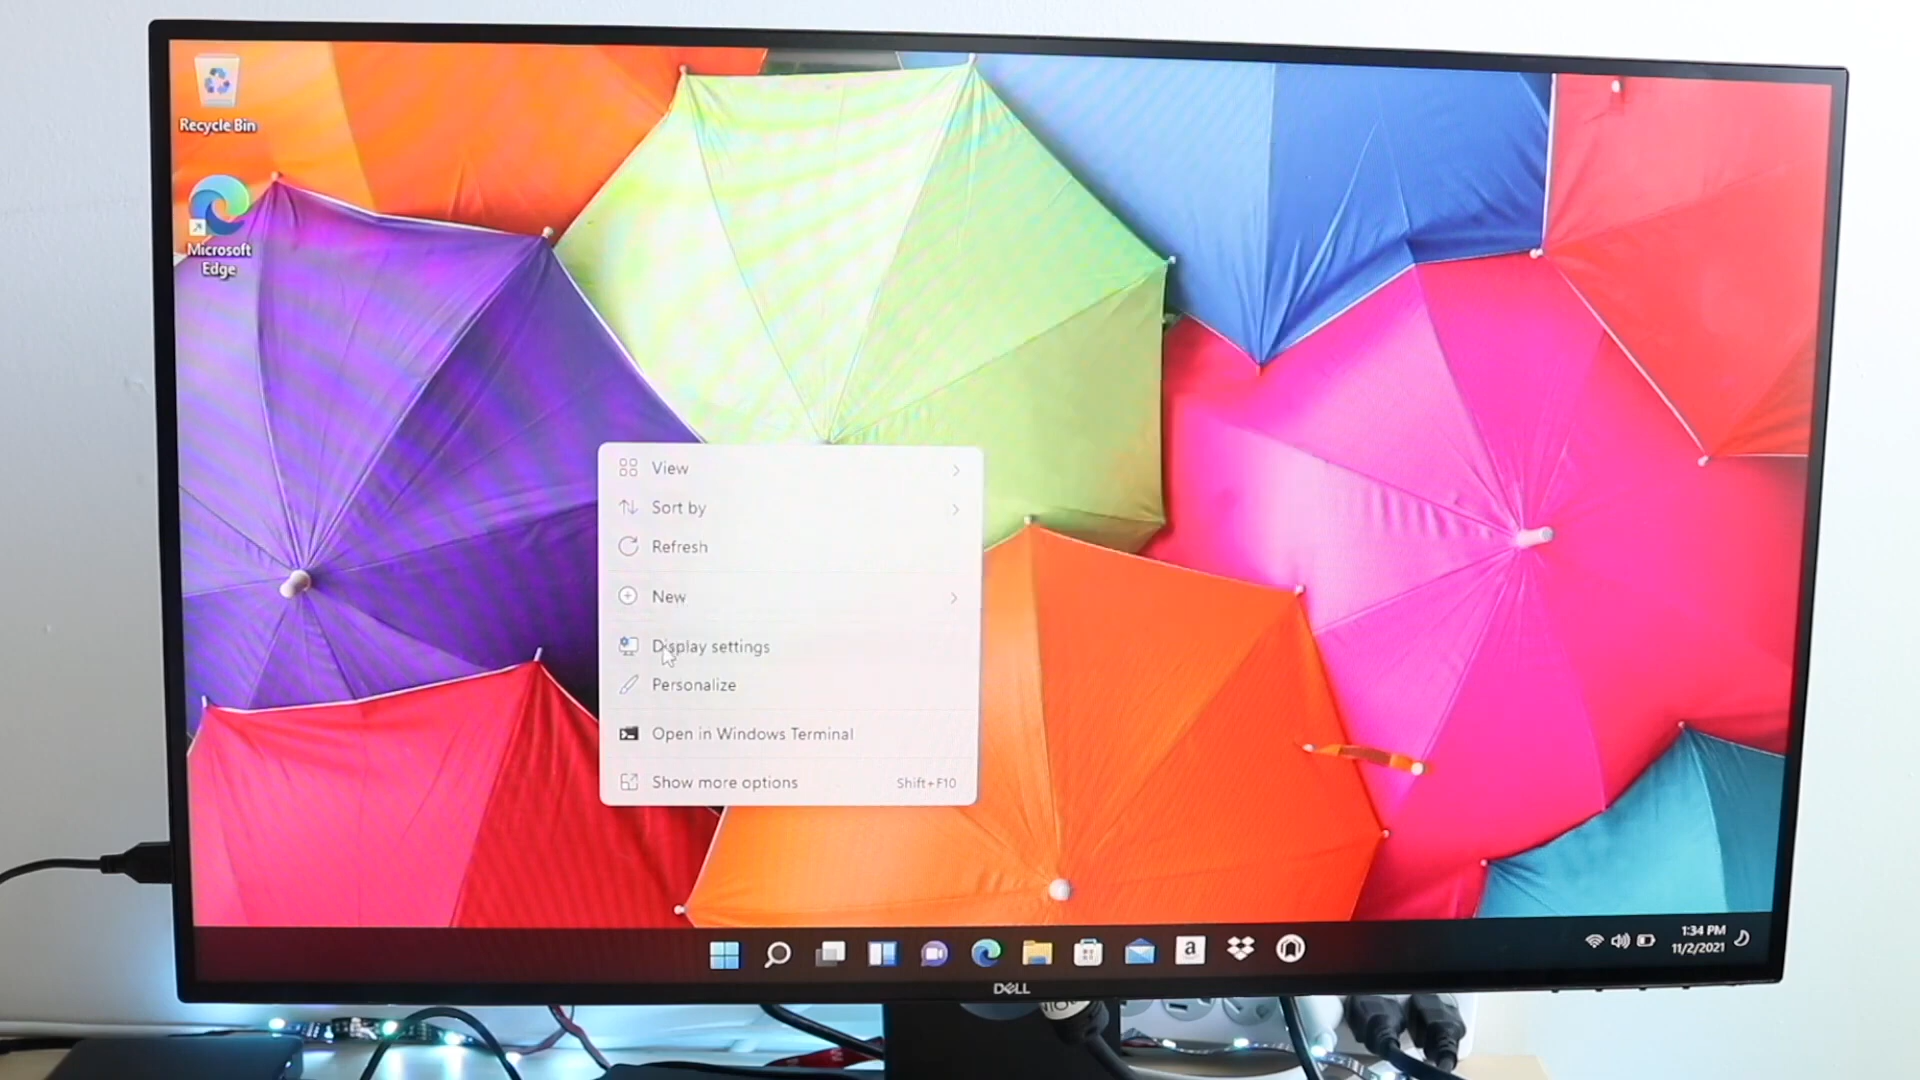 Recycle Bin
Microsoft
Edge
View
Sort by
Refresh
New
Display settings
Personalize
Open in Windows Terminal
Show more options Shift+F10
a
1:34 PM
11/2/2021
DELL